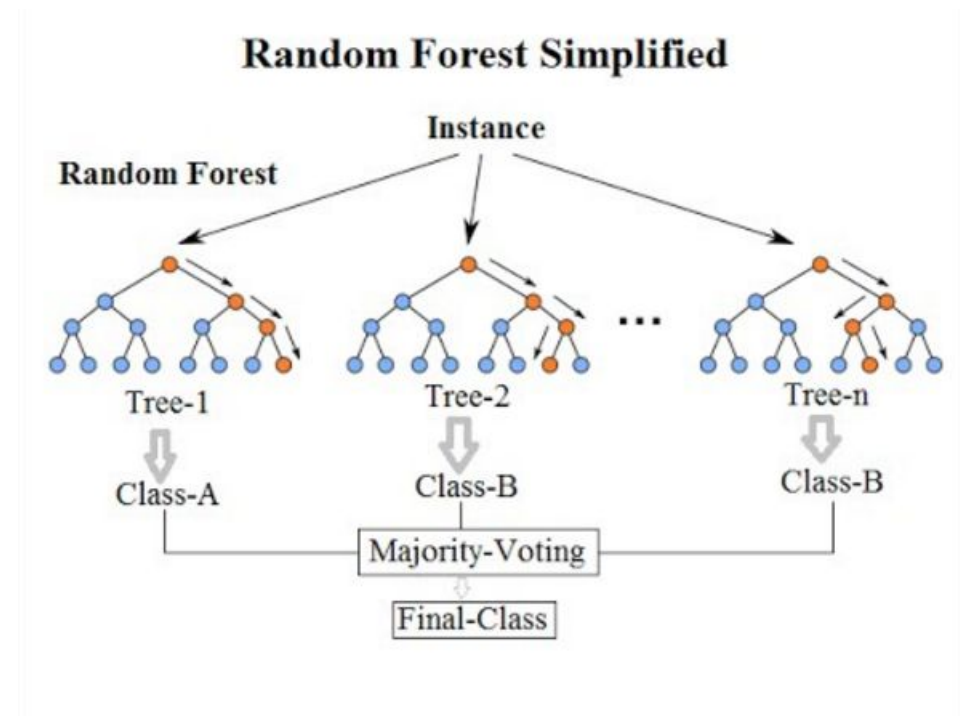 Random Forest Simplified
Instance
Random Forest
...
Tree-1
Tree-2
Tree-n
Class-A
Class-B
Class-B
Majority-Voting
Final-Class